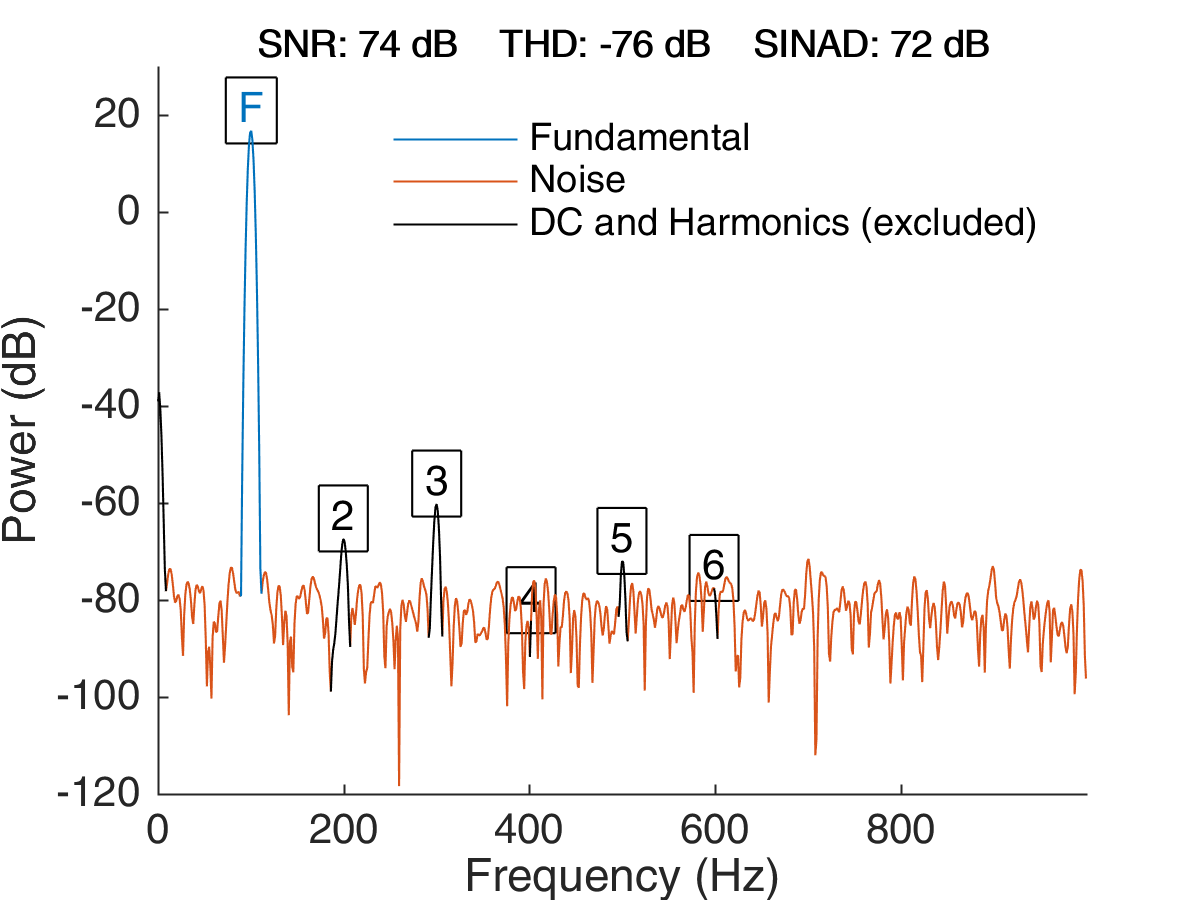 SNR: 74 dB    THD: -76 dB    SINAD: 72 dB
F
Fundamental
Noise
DC and Harmonics (excluded)
20
0
-20
-40
-60
-80
-100
-120
Power (dB)
2
3
4
5
6
0 200 400 600 800
Frequency (Hz)